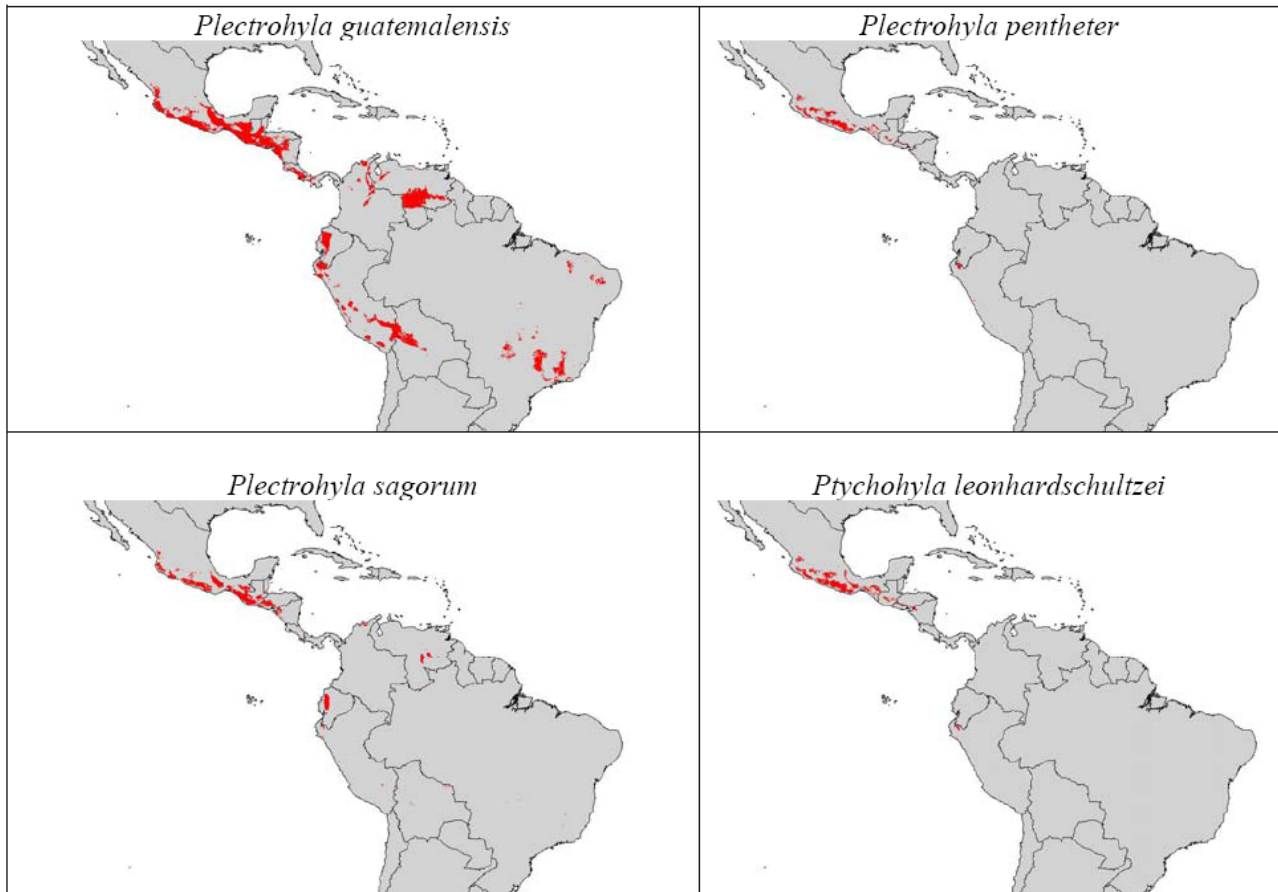 Plectrohyla guatemalensis
Plectrohyla pentheter
Plectrohyla sagorum
Ptychohyla leonhardschultzei